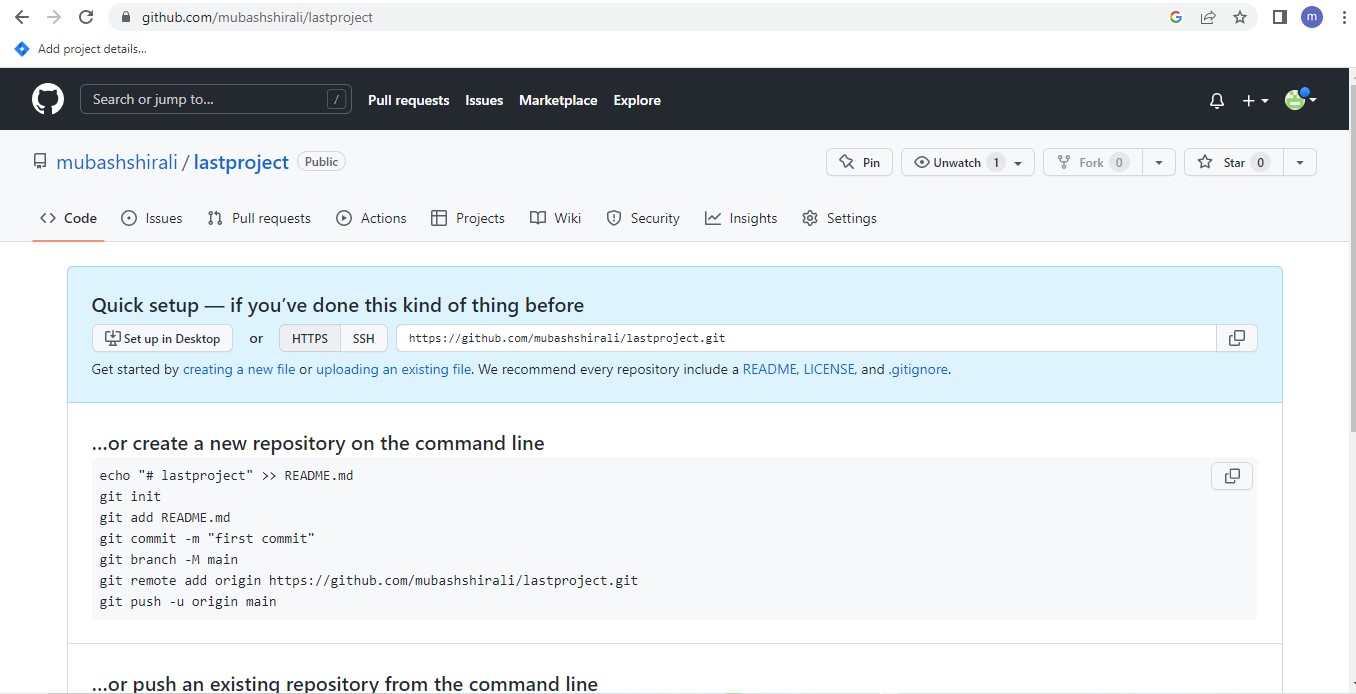 github.com/mubashshirali/lastproject
m
Add project details...
Search or jump to... /
Pull requests Issues Marketplace Explore
mubashshirali / lastproject Public
Pin Unwatch 1 Fork 0 Star 0
Code Issues Pull requests Actions Projects Wiki Security Insights Settings
Quick setup — if you’ve done this kind of thing before
Set up in Desktop or HTTPS SSH https://github.com/mubashshirali/lastproject.git
Get started by creating a new file or uploading an existing file. We recommend every repository include a README, LICENSE, and .gitignore.
…or create a new repository on the command line
echo "# lastproject" >> README.md
git init
git add README.md
git commit -m "first commit"
git branch -M main
git remote add origin https://github.com/mubashshirali/lastproject.git
git push -u origin main
…or push an existing repository from the command line